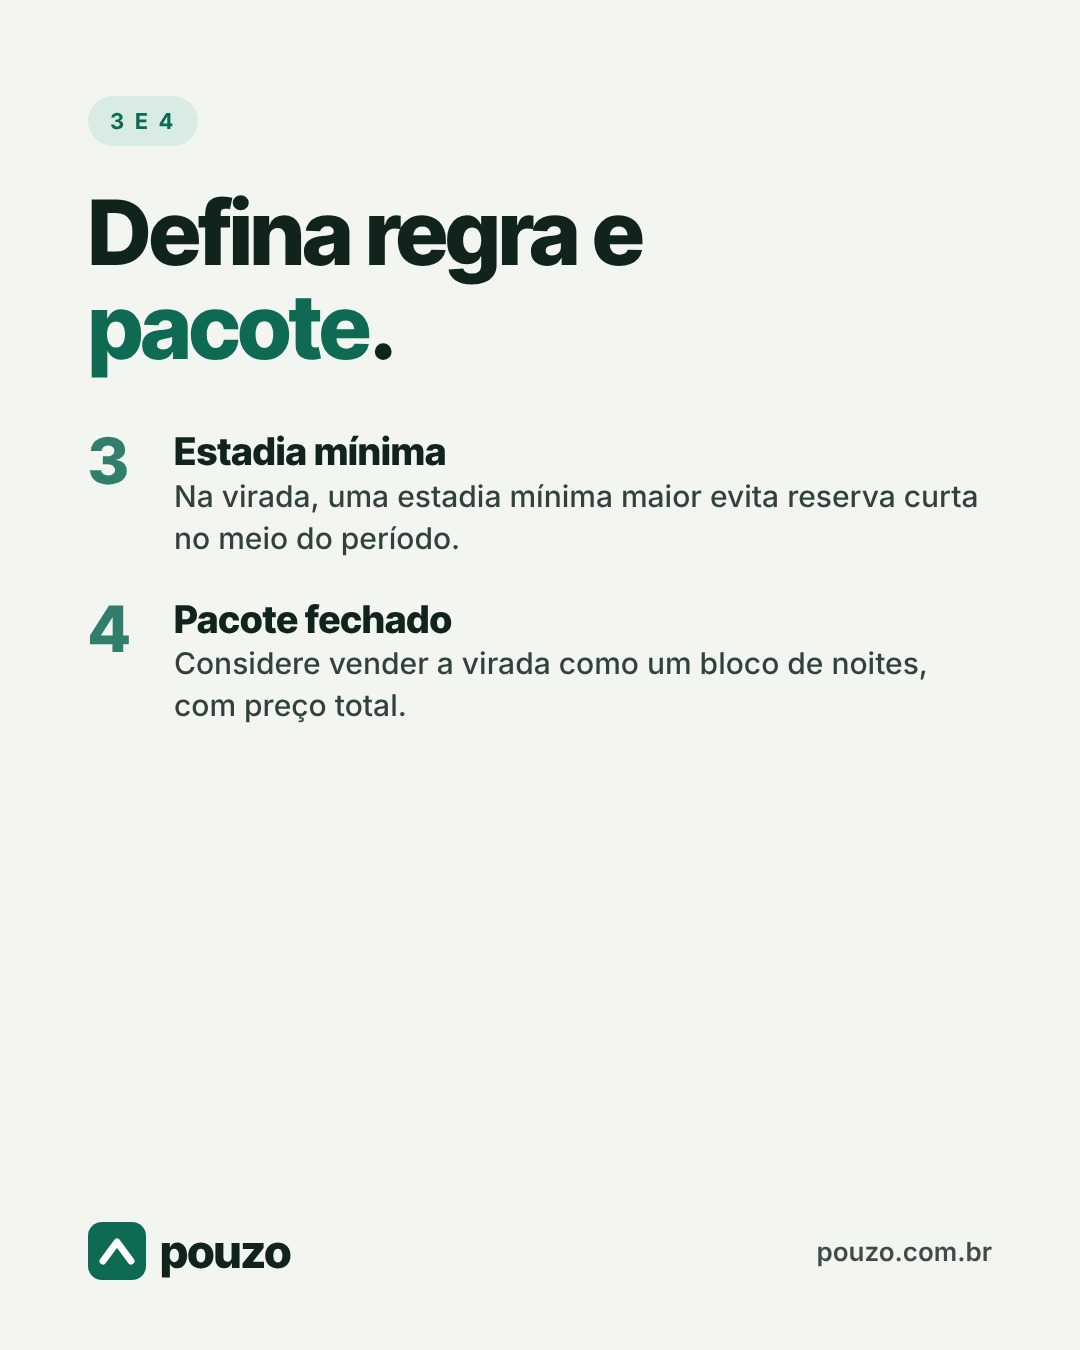 3 E 4
Defina regra e
pacote.
3
Estadia mínima
Na virada, uma estadia mínima maior evita reserva curta
no meio do período.
4
Pacote fechado
Considere vender a virada como um bloco de noites,
com preço total.
pouzo
pouzo.com.br